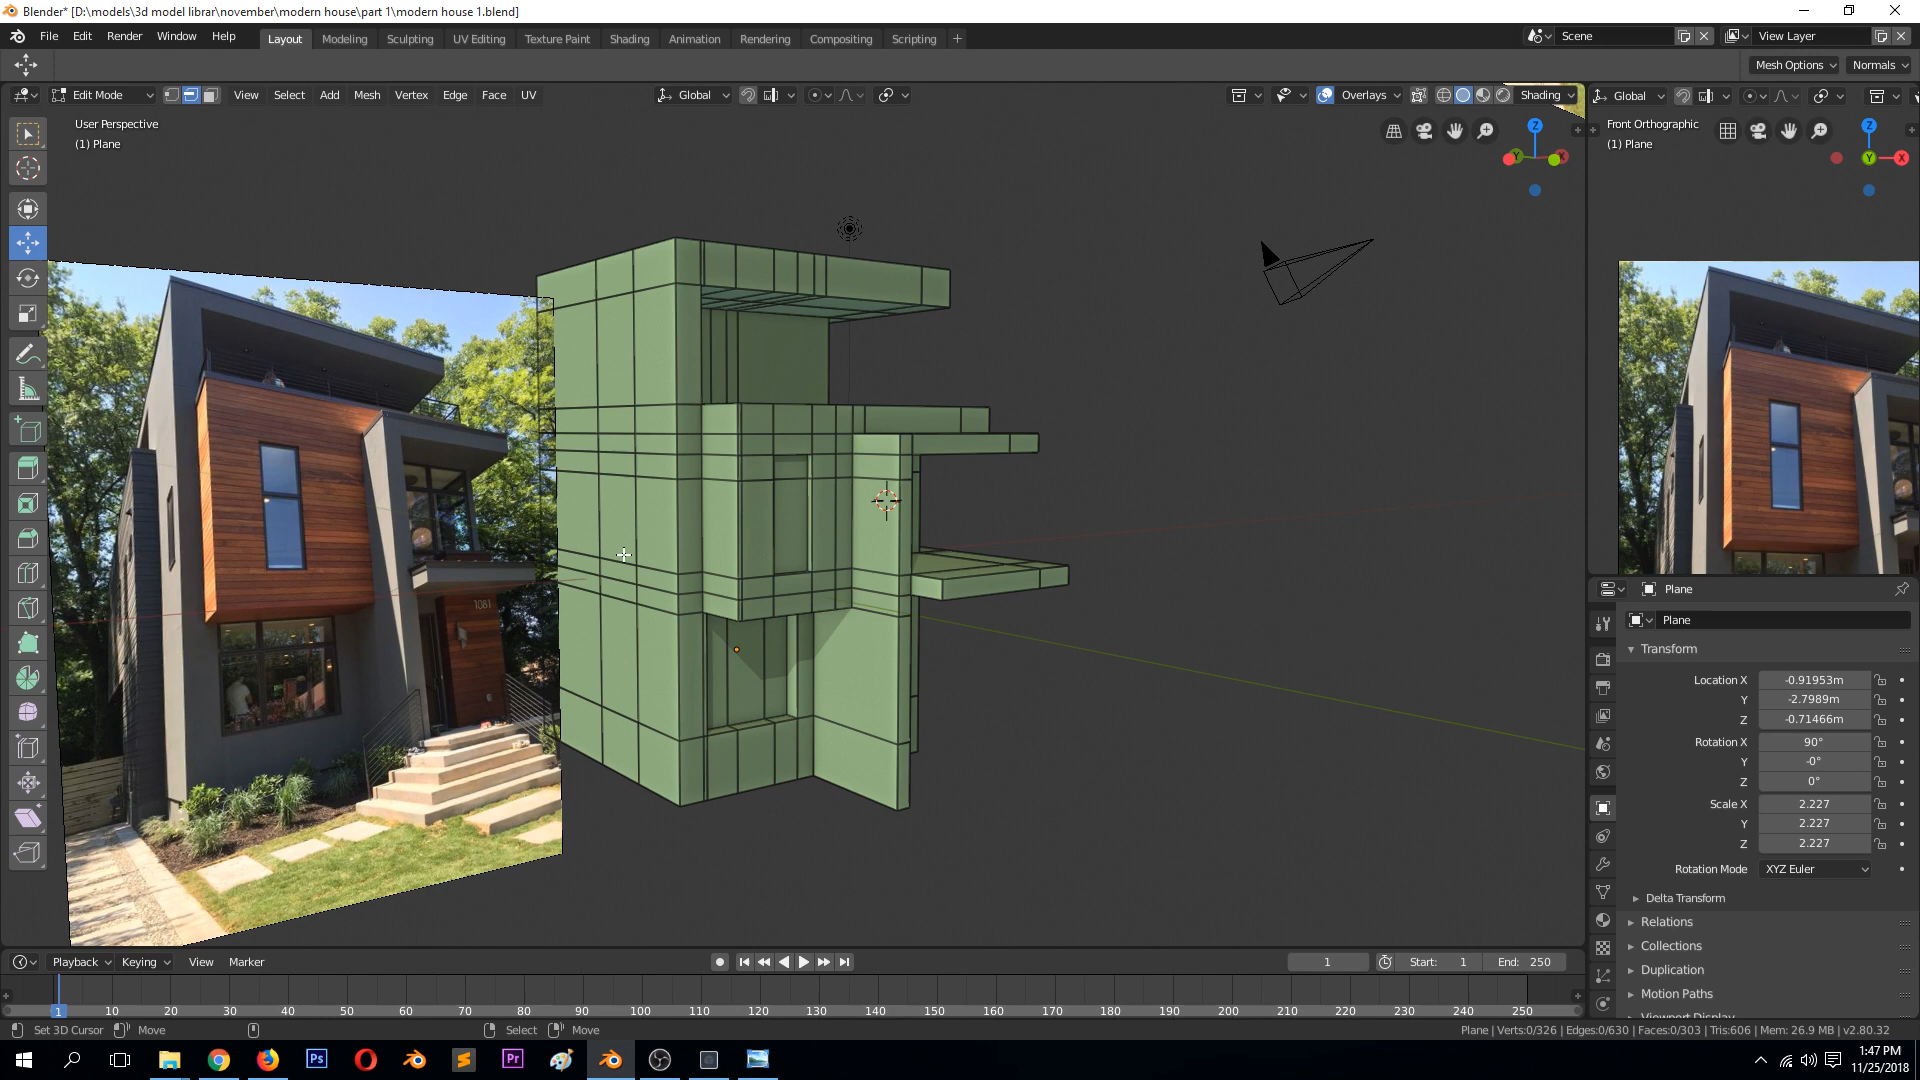 Blender* [D:\models\3d model librar\november\modern house\part 1\modern house 1.blend]
File Edit Render Window Help Layout Modeling Sculpting UV Editing Texture Paint Shading Animation Rendering Compositing Scripting + Scene View Layer
Mesh Options Normals
Edit Mode View Select Add Mesh Vertex Edge Face UV Global Overlays Shading Global
User Perspective
(1) Plane
Front Orthographic
(1) Plane
Z
Y
X
Z
Y
X
1081
Plane
Plane
Transform
Location X -0.91953m
Y -2.7989m
Z -0.71466m
Rotation X 90°
Y -0°
Z 0°
Scale X 2.227
Y 2.227
Z 2.227
Rotation Mode XYZ Euler
Delta Transform
Relations
Collections
Duplication
Motion Paths
Viewport Display
Playback Keying View Marker 1 Start: 1 End: 250
1 10 20 30 40 50 60 70 80 90 100 110 120 130 140 150 160 170 180 190 200 210 220 230 240 250
Set 3D Cursor Move Select Move Plane | Verts:0/326 | Edges:0/630 | Faces:0/303 | Tris:606 | Mem: 26.9 MB | v2.80.32
Ps Pr
1:47 PM
11/25/2018